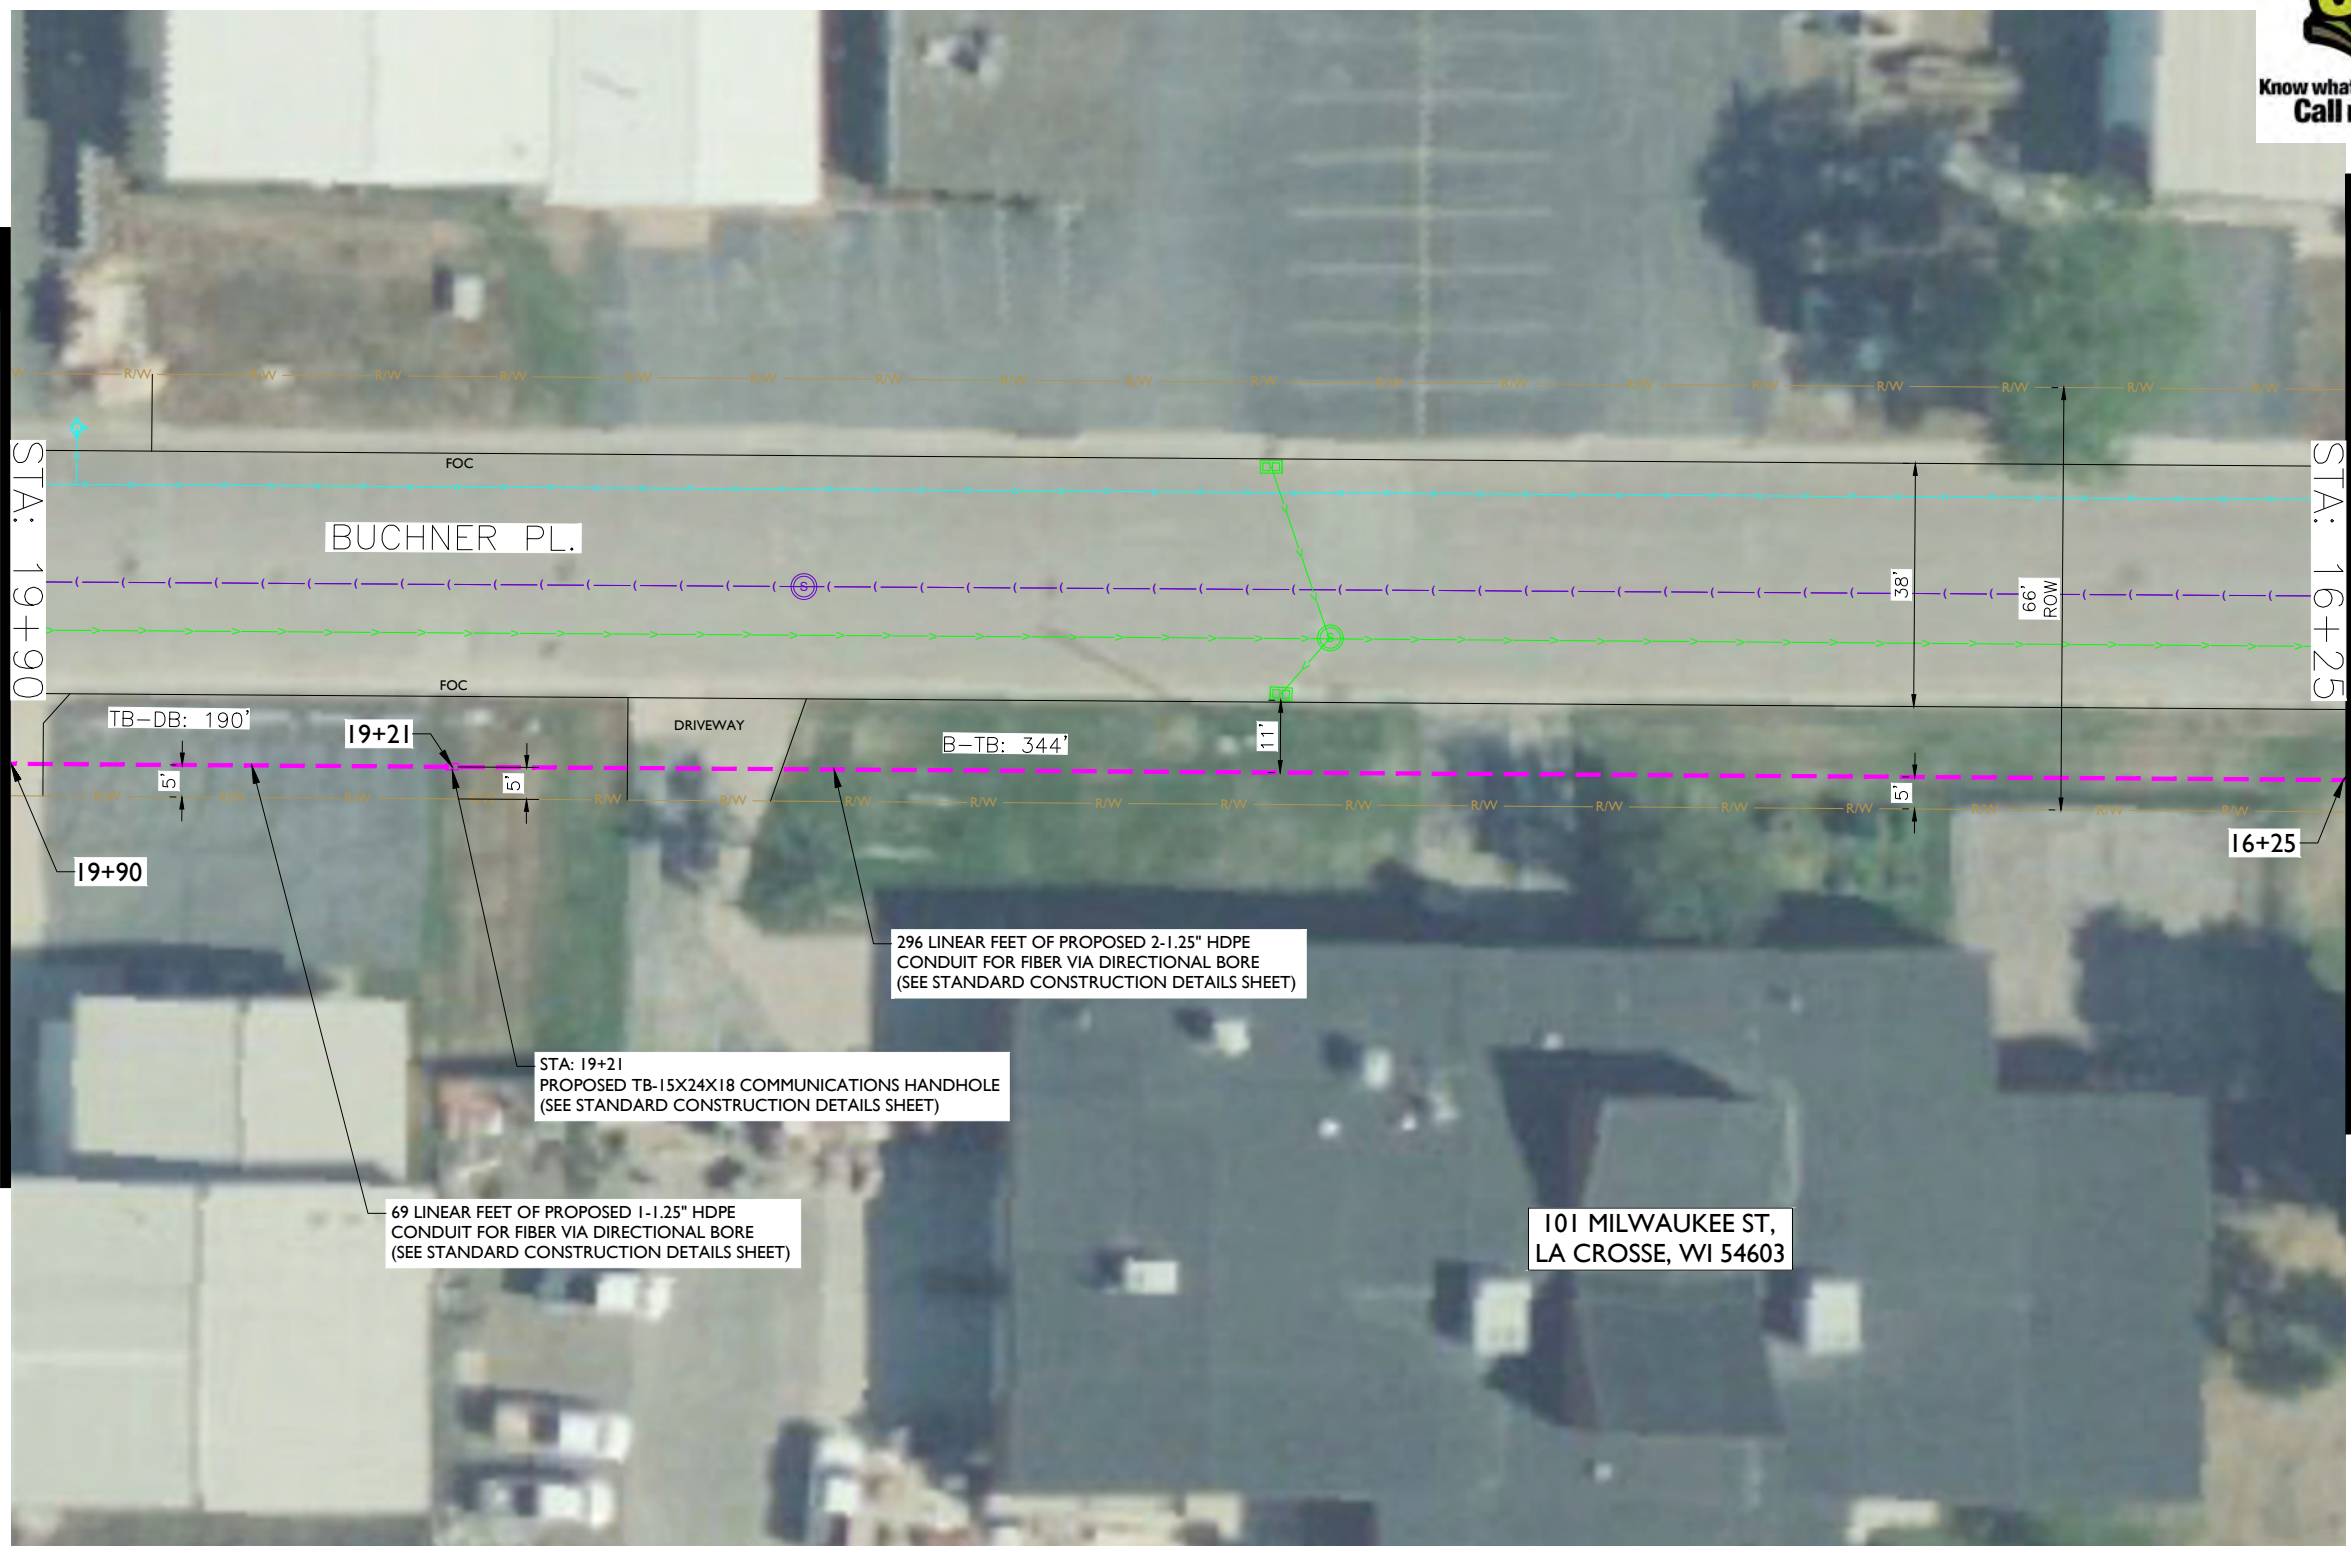 Know what
Call
R/W R/W R/W R/W R/W R/W R/W R/W R/W R/W R/W R/W R/W R/W R/W R/W R/W R/W
FOC
BUCHNER PL.
STA: 19+90
STA: 16+25
S
S
38'
66'
ROW
FOC
TB-DB: 190'
19+21
DRIVEWAY
B-TB: 344'
11'
5'
5'
5'
R/W R/W R/W R/W R/W R/W R/W R/W R/W R/W R/W R/W R/W R/W R/W R/W R/W R/W
19+90
16+25
296 LINEAR FEET OF PROPOSED 2-1.25" HDPE
CONDUIT FOR FIBER VIA DIRECTIONAL BORE
(SEE STANDARD CONSTRUCTION DETAILS SHEET)
STA: 19+21
PROPOSED TB-15X24X18 COMMUNICATIONS HANDHOLE
(SEE STANDARD CONSTRUCTION DETAILS SHEET)
69 LINEAR FEET OF PROPOSED 1-1.25" HDPE
CONDUIT FOR FIBER VIA DIRECTIONAL BORE
(SEE STANDARD CONSTRUCTION DETAILS SHEET)
101 MILWAUKEE ST,
LA CROSSE, WI 54603